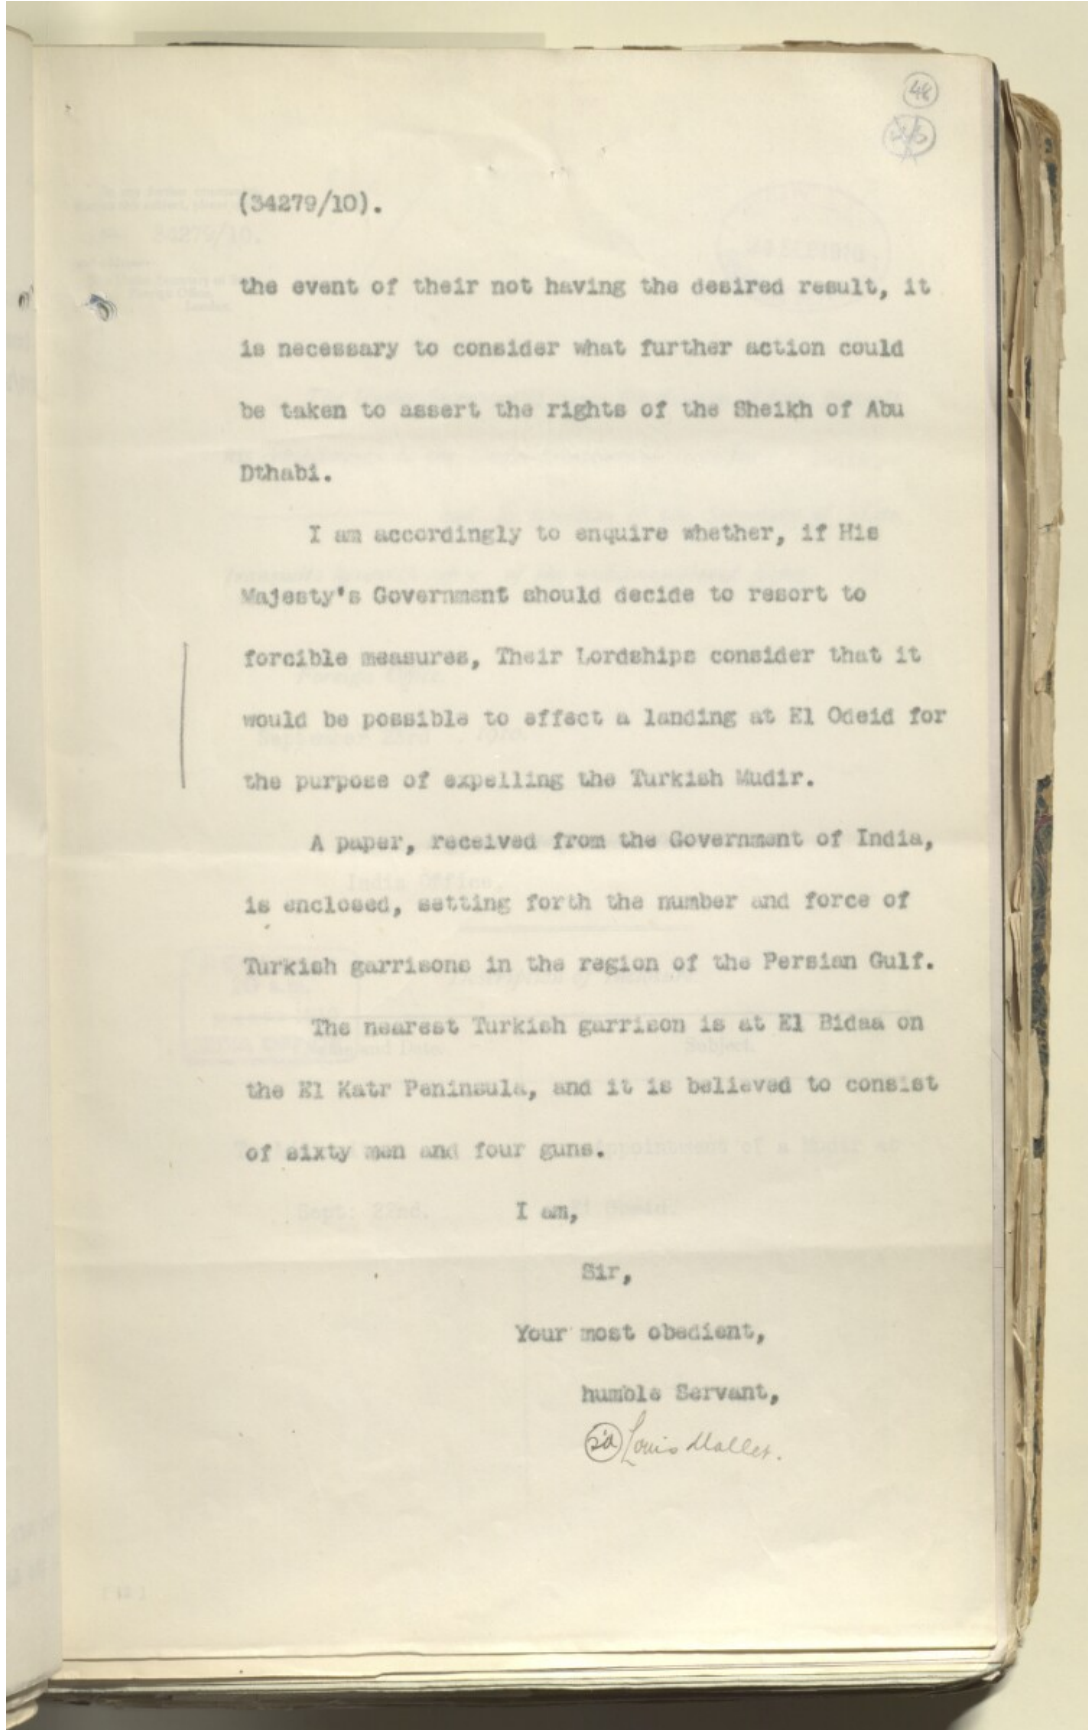 48
(34279/10).
the event of their not having the desired result, it
is necessary to consider what further action could
be taken to assert the rights of the Sheikh of Abu
Dthabi.
I am accordingly to enquire whether, if His
Majesty's Government should decide to resort to
forcible measures, Their Lordships consider that it
would be possible to effect a landing at El Odeid for
the purpose of expelling the Turkish Mudir.
A paper, received from the Government of India,
is enclosed, setting forth the number and force of
Turkish garrisons in the region of the Persian Gulf.
The nearest Turkish garrison is at El Bidaa on
the El Katr Peninsula, and it is believed to consist
of sixty men and four guns.
I am,
Sir,
Your most obedient,
humble Servant,
Louis Mallet.